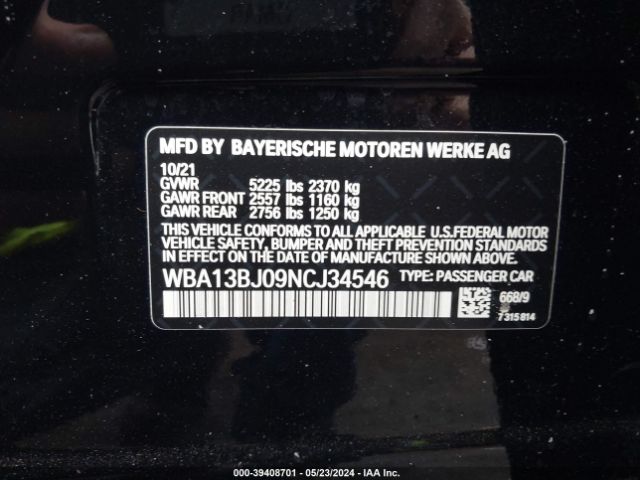 MFD BY BAYERISCHE MOTOREN WERKE AG
10/21
GVWR 5225 lbs 2370 kg
GAWR FRONT 2557 lbs 1160 kg
GAWR REAR 2756 lbs 1250 kg
THIS VEHICLE CONFORMS TO ALL APPLICABLE U.S.FEDERAL MOTOR
VEHICLE SAFETY, BUMPER AND THEFT PREVENTION STANDARDS
IN EFFECT ON THE DATE OF MANUFACTURE SHOWN ABOVE.
WBA13BJ09NCJ34546 TYPE: PASSENGER CAR
668/9
7315814
000-39408701 - 05/23/2024 - IAA Inc.